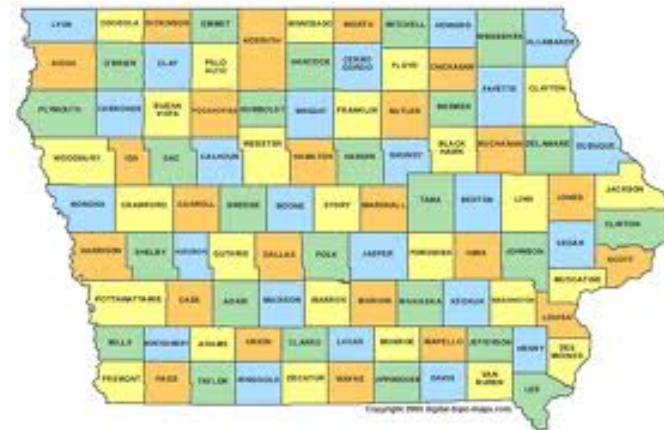 LYON OSCEOLA DICKINSON EMMET WINNEBAGO WORTH MITCHELL HOWARD WINNESHIEK ALLAMAKEE
KOSSUTH
SIOUX O'BRIEN CLAY PALO ALTO HANCOCK CERRO GORDO FLOYD CHICKASAW
FAYETTE CLAYTON
PLYMOUTH CHEROKEE BUENA VISTA POCAHONTAS HUMBOLDT WRIGHT FRANKLIN BUTLER BREMER
WOODBURY IDA SAC CALHOUN WEBSTER HAMILTON HARDIN GRUNDY BLACK HAWK BUCHANAN DELAWARE DUBUQUE
MONONA CRAWFORD CARROLL GREENE BOONE STORY MARSHALL TAMA BENTON LINN JONES JACKSON
CLINTON
HARRISON SHELBY AUDUBON GUTHRIE DALLAS POLK JASPER POWESHIEK IOWA JOHNSON CEDAR SCOTT
MUSCATINE
POTTAWATTAMIE CASS ADAIR MADISON WARREN MARION MAHASKA KEOKUK WASHINGTON
LOUISA
MILLS MONTGOMERY ADAMS UNION CLARKE LUCAS MONROE WAPELLO JEFFERSON HENRY DES MOINES
FREMONT PAGE TAYLOR RINGGOLD DECATUR WAYNE APPANOOSE DAVIS VAN BUREN LEE